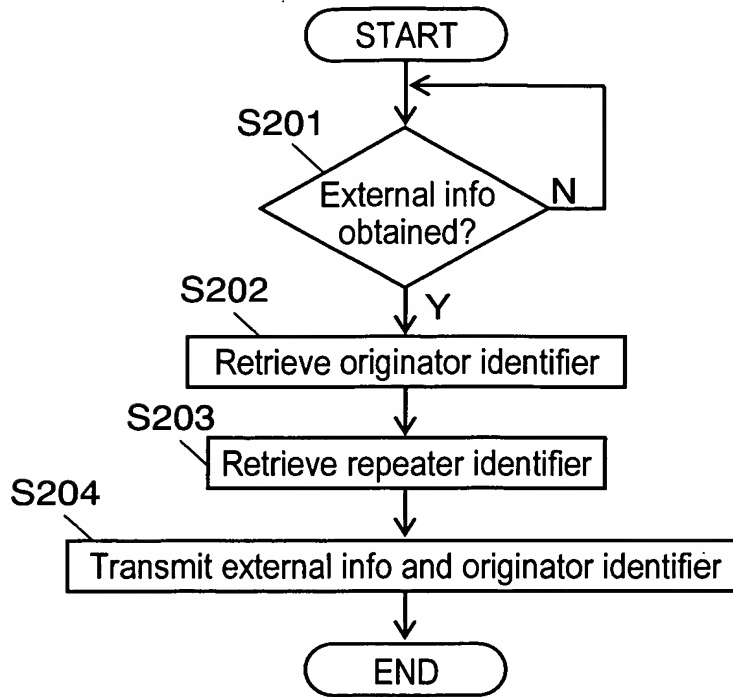 START
S201
External info
obtained?
N
S202
Y
Retrieve originator identifier
S203
Retrieve repeater identifier
S204
Transmit external info and originator identifier
END